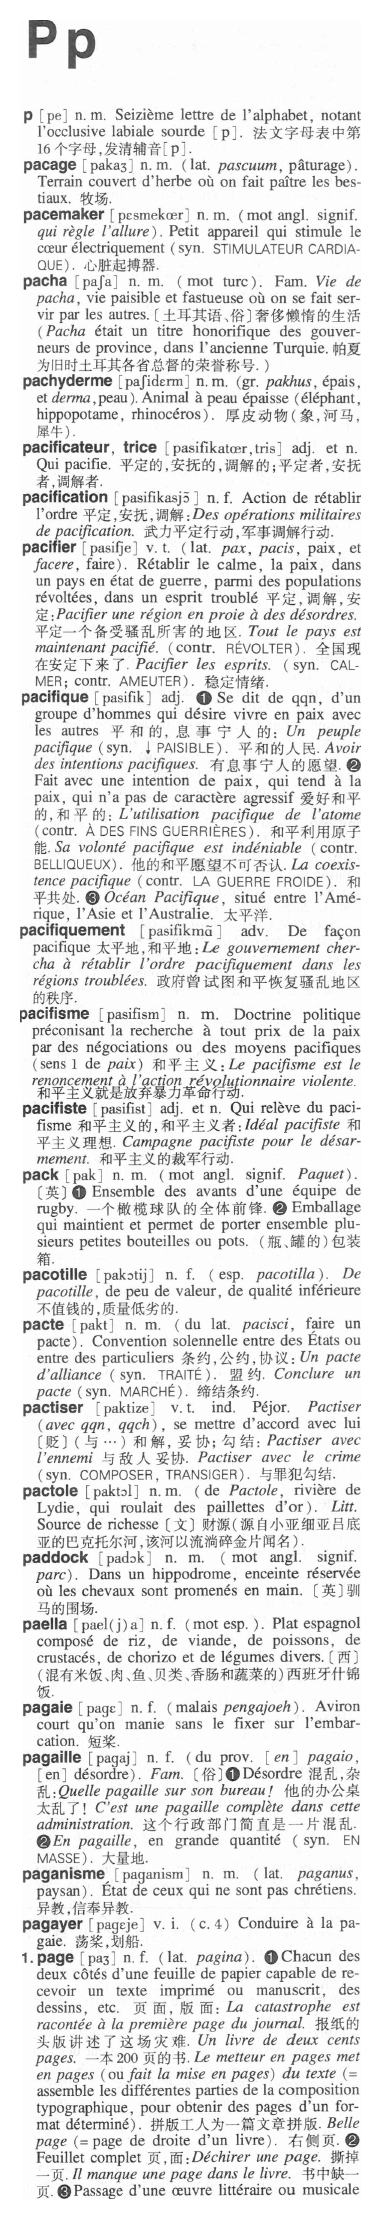 Pp
p [pe] n. m. Seizième lettre de l'alphabet, notant
l'occlusive labiale sourde [p]. 法文字母表中第
16个字母,发清辅音[p].
pacage [pakaʒ] n. m. (lat. pascuum, pâturage).
Terrain couvert d'herbe où on fait paître les bes-
tiaux. 牧场.
pacemaker [pɛsmekœr] n. m. (mot angl. signif.
qui règle l'allure). Petit appareil qui stimule le
cœur électriquement (syn. STIMULATEUR CARDIA-
QUE). 心脏起搏器.
pacha [paʃa] n. m. (mot turc). Fam. Vie de
pacha, vie paisible et fastueuse où on se fait ser-
vir par les autres. [土耳其语、俗]奢侈懒惰的生活
(Pacha était un titre honorifique des gouver-
neurs de province, dans l'ancienne Turquie. 帕夏
为旧时土耳其各省总督的荣誉称号. )
pachyderme [paʃidɛrm] n. m. (gr. pakhus, épais,
et derma, peau). Animal à peau épaisse (éléphant,
hippopotame, rhinocéros). 厚皮动物(象,河马,
犀牛).
pacificateur, trice [pasifikatœr,tris] adj. et n.
Qui pacifie. 平定的,安抚的,调解的;平定者,安抚
者,调解者.
pacification [pasifikasjɔ̃] n. f. Action de rétablir
l'ordre 平定,安抚,调解:Des opérations militaires
de pacification. 武力平定行动,军事调解行动.
pacifier [pasifje] v. t. (lat. pax, pacis, paix, et
facere, faire). Rétablir le calme, la paix, dans
un pays en état de guerre, parmi des populations
révoltées, dans un esprit troublé 平定,调解,安
定:Pacifier une région en proie à des désordres.
平定一个备受骚乱所害的地区. Tout le pays est
maintenant pacifié. (contr. RÉVOLTER). 全国现
在安定下来了. Pacifier les esprits. (syn. CAL-
MER; contr. AMEUTER). 稳定情绪.
pacifique [pasifik] adj. ❶ Se dit de qqn, d'un
groupe d'hommes qui désire vivre en paix avec
les autres 平和的,息事宁人的: Un peuple
pacifique (syn. ↓ PAISIBLE). 平和的人民. Avoir
des intentions pacifiques. 有息事宁人的愿望. ❷
Fait avec une intention de paix, qui tend à la
paix, qui n'a pas de caractère agressif 爱好和平
的,和平的: L'utilisation pacifique de l'atome
(contr. À DES FINS GUERRIÈRES). 和平利用原子
能. Sa volonté pacifique est indéniable (contr.
BELLIQUEUX). 他的和平愿望不可否认. La coexis-
tence pacifique (contr. LA GUERRE FROIDE). 和
平共处. ❸ Océan Pacifique, situé entre l'Amé-
rique, l'Asie et l'Australie. 太平洋.
pacifiquement [pasifikmɑ̃] adv. De façon
pacifique 太平地,和平地:Le gouvernement cher-
cha à rétablir l'ordre pacifiquement dans les
régions troublées. 政府曾试图和平恢复骚乱地区
的秩序.
pacifisme [pasifism] n. m. Doctrine politique
préconisant la recherche à tout prix de la paix
par des négociations ou des moyens pacifiques
(sens 1 de paix) 和平主义:Le pacifisme est le
renoncement à l'action révolutionnaire violente.
和平主义就是放弃暴力革命行动.
pacifiste [pasifist] adj. et n. Qui relève du paci-
fisme 和平主义的,和平主义者:Idéal pacifiste 和
平主义理想. Campagne pacifiste pour le désar-
mement. 和平主义的裁军行动.
pack [pak] n. m. (mot angl. signif. Paquet).
〔英〕❶ Ensemble des avants d'une équipe de
rugby. 一个橄榄球队的全体前锋. ❷ Emballage
qui maintient et permet de porter ensemble plu-
sieurs petites bouteilles ou pots. (瓶、罐的)包装
箱.
pacotille [pakɔtij] n. f. (esp. pacotilla). De
pacotille, de peu de valeur, de qualité inférieure
不值钱的,质量低劣的.
pacte [pakt] n. m. (du lat. pacisci, faire un
pacte). Convention solennelle entre des États ou
entre des particuliers 条约,公约,协议:Un pacte
d'alliance (syn. TRAITÉ). 盟约. Conclure un
pacte (syn. MARCHÉ). 缔结条约.
pactiser [paktize] v. t. ind. Péjor. Pactiser
(avec qqn, qqch), se mettre d'accord avec lui
〔贬〕(与…)和解,妥协;勾结: Pactiser avec
l'ennemi 与敌人妥协. Pactiser avec le crime
(syn. COMPOSER, TRANSIGER). 与罪犯勾结.
pactole [paktɔl] n. m. (de Pactole, rivière de
Lydie, qui roulait des paillettes d'or). Litt.
Source de richesse〔文〕财源(源自小亚细亚吕底
亚的巴克托尔河,该河以流淌碎金片闻名).
paddock [padɔk] n. m. (mot angl. signif.
parc). Dans un hippodrome, enceinte réservée
où les chevaux sont promenés en main. 〔英〕驯
马的围场.
paella [pael(j)a] n. f. (mot esp.). Plat espagnol
composé de riz, de viande, de poissons, de
crustacés, de chorizo et de légumes divers.〔西〕
(混有米饭、肉、鱼、贝类、香肠和蔬菜的)西班牙什锦
饭.
pagaie [pagɛ] n. f. (malais pengajoeh). Aviron
court qu'on manie sans le fixer sur l'embar-
cation. 短桨.
pagaille [pagaj] n. f. (du prov. [en] pagaio,
[en] désordre). Fam. 〔俗〕❶Désordre 混乱,杂
乱:Quelle pagaille sur son bureau! 他的办公桌
太乱了! C'est une pagaille complète dans cette
administration. 这个行政部门简直是一片混乱.
❷En pagaille, en grande quantité (syn. EN
MASSE). 大量地.
paganisme [paganism] n. m. (lat. paganus,
paysan). État de ceux qui ne sont pas chrétiens.
异教,信奉异教.
pagayer [pageje] v. i. (c. 4) Conduire à la pa-
gaie. 荡桨,划船.
1. page [paʒ] n. f. (lat. pagina). ❶Chacun des
deux côtés d'une feuille de papier capable de re-
cevoir un texte imprimé ou manuscrit, des
dessins, etc. 页面,版面: La catastrophe est
racontée à la première page du journal. 报纸的
头版讲述了这场灾难. Un livre de deux cents
pages. 一本200页的书. Le metteur en pages met
en pages (ou fait la mise en pages) du texte (=
assemble les différentes parties de la composition
typographique, pour obtenir des pages d'un for-
mat déterminé). 拼版工人为一篇文章拼版. Belle
page (= page de droite d'un livre). 右侧页. ❷
Feuillet complet 页,面:Déchirer une page. 撕掉
一页. Il manque une page dans le livre. 书中缺一
页. ❸Passage d'une œuvre littéraire ou musicale